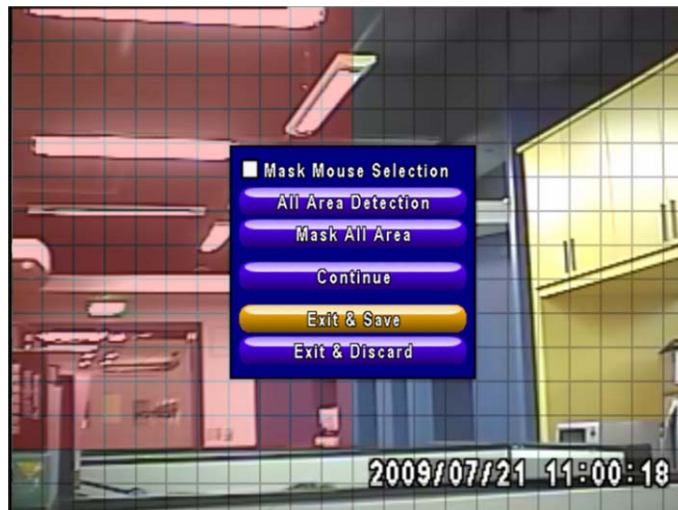 Mask Mouse Selection
All Area Detection
Mask All Area
Continue
Exit & Save
Exit & Discard
2009/07/21 11:00:18